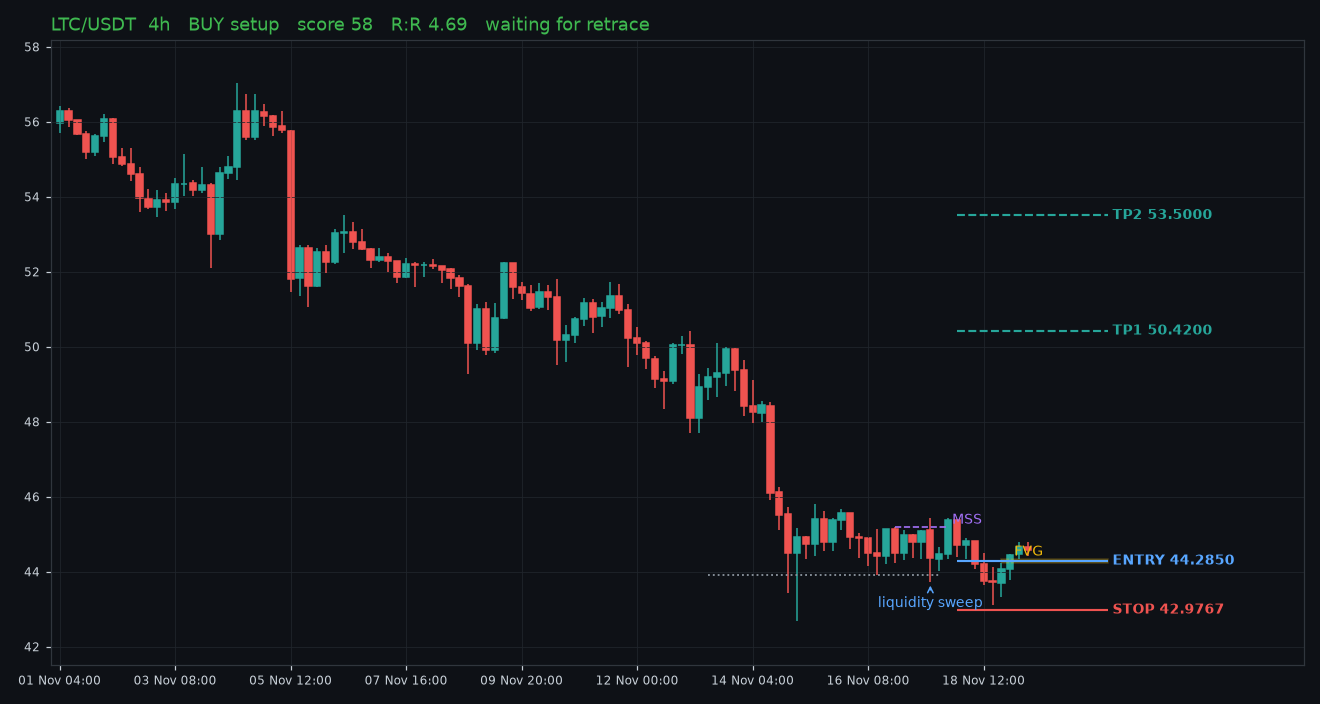 LTC/USDT 4h BUY setup score 58 R:R 4.69 waiting for retrace
58
56
54
52
50
48
46
44
42
TP2 53.5000
TP1 50.4200
MSS
FVG
ENTRY 44.2850
liquidity sweep
STOP 42.9767
01 Nov 04:00
03 Nov 08:00
05 Nov 12:00
07 Nov 16:00
09 Nov 20:00
12 Nov 00:00
14 Nov 04:00
16 Nov 08:00
18 Nov 12:00